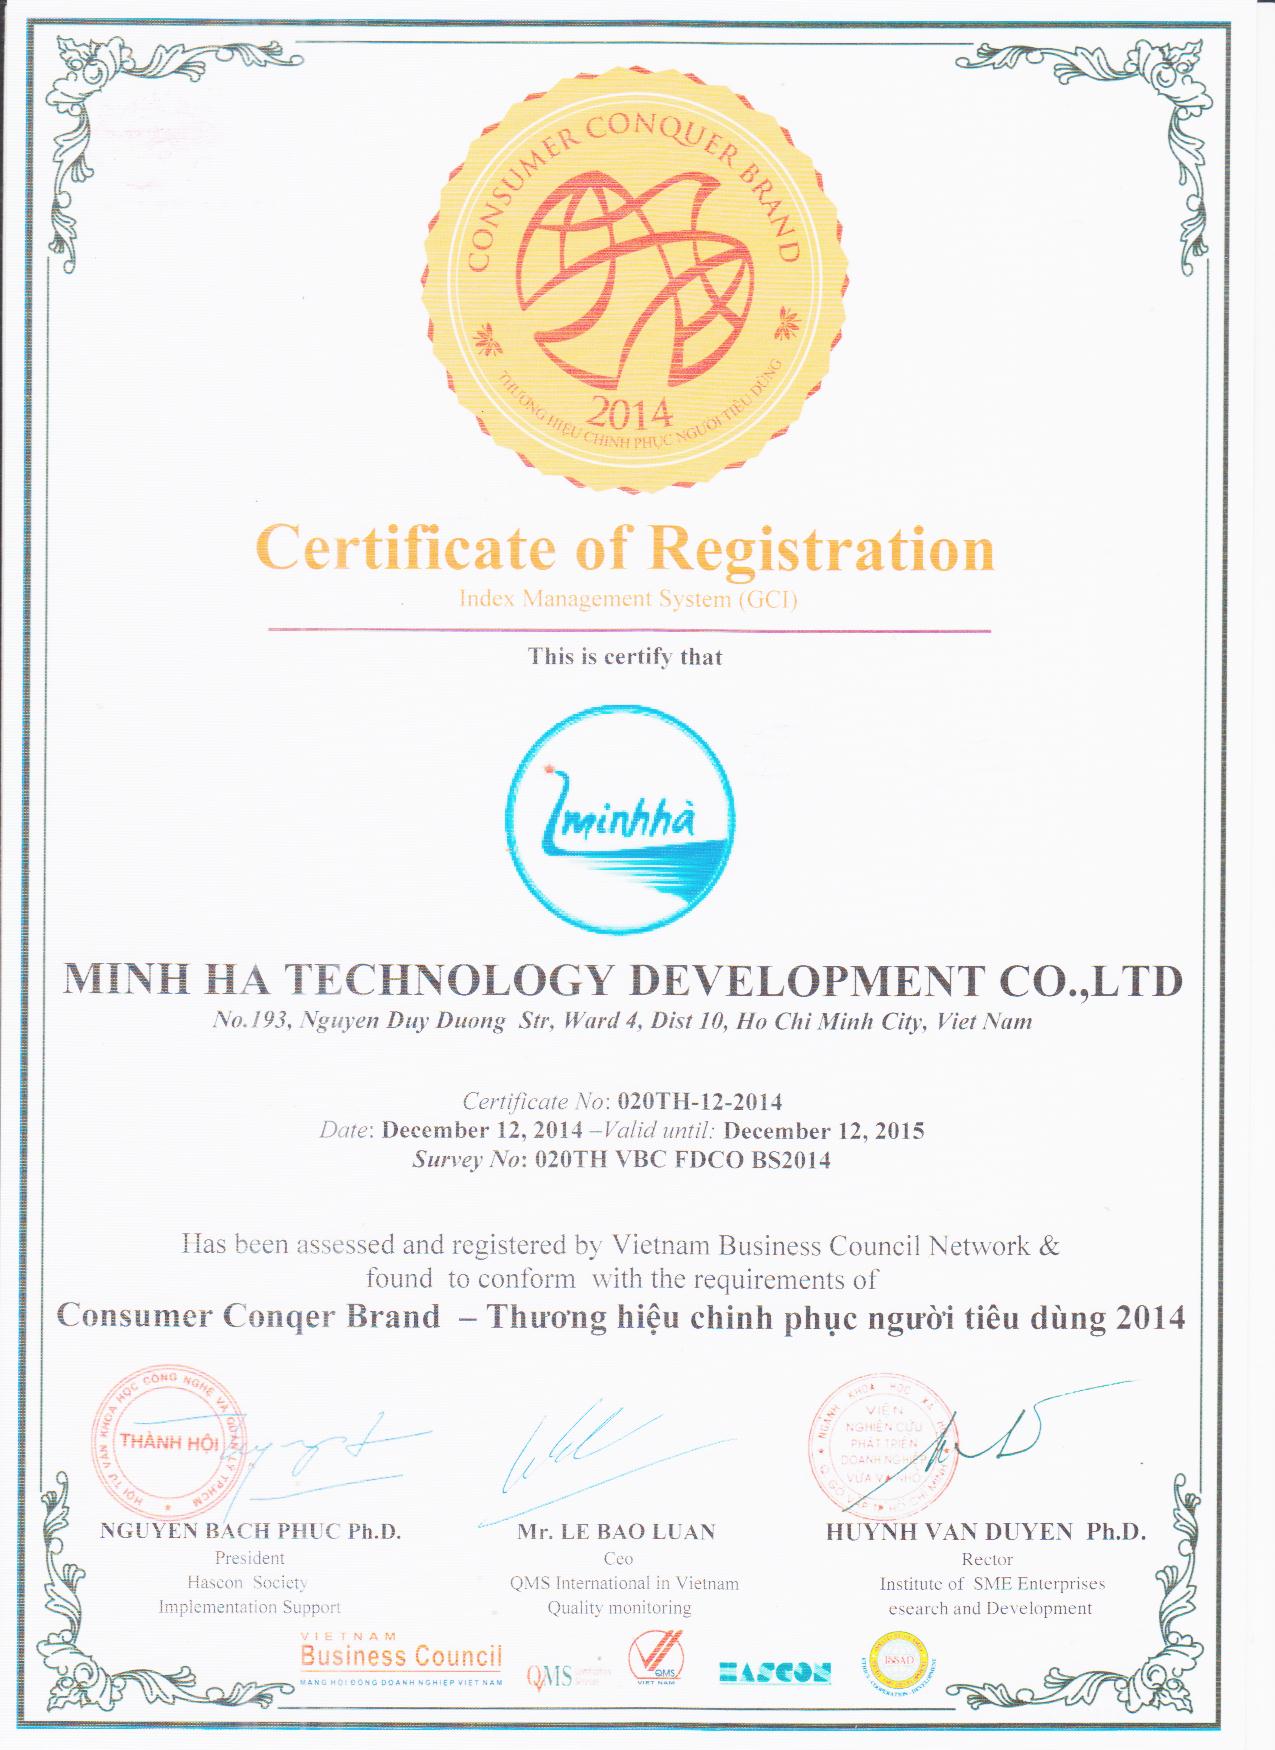 CONSUMER CONQUER BRAND
2014
THƯƠNG HIỆU CHINH PHỤC NGƯỜI TIÊU DÙNG
Certificate of Registration
Index Management System (GCI)
This is certify that
minhhà
MINH HA TECHNOLOGY DEVELOPMENT CO.,LTD
No.193, Nguyen Duy Duong Str, Ward 4, Dist 10, Ho Chi Minh City, Viet Nam
Certificate No: 020TH-12-2014
Date: December 12, 2014 –Valid until: December 12, 2015
Survey No: 020TH VBC FDCO BS2014
Has been assessed and registered by Vietnam Business Council Network &
found to conform with the requirements of
Consumer Conqer Brand – Thương hiệu chinh phục người tiêu dùng 2014
HỘI TƯ VẤN KHOA HỌC CÔNG NGHỆ VÀ QUẢN LÝ TP.HCM
THÀNH HỘI
VIỆN
NGHIÊN CỨU
PHÁT TRIỂN
DOANH NGHIỆP
VỪA VÀ NHỎ
NGUYEN BACH PHUC Ph.D.
President
Hascon Society
Implementation Support
Mr. LE BAO LUAN
Ceo
QMS International in Vietnam
Quality monitoring
HUYNH VAN DUYEN Ph.D.
Rector
Institute of SME Enterprises
esearch and Development
VIETNAM
Business Council
MẠNG HỘI ĐỒNG DOANH NGHIỆP VIỆT NAM
QMS
QMS
VIET NAM
HASCON